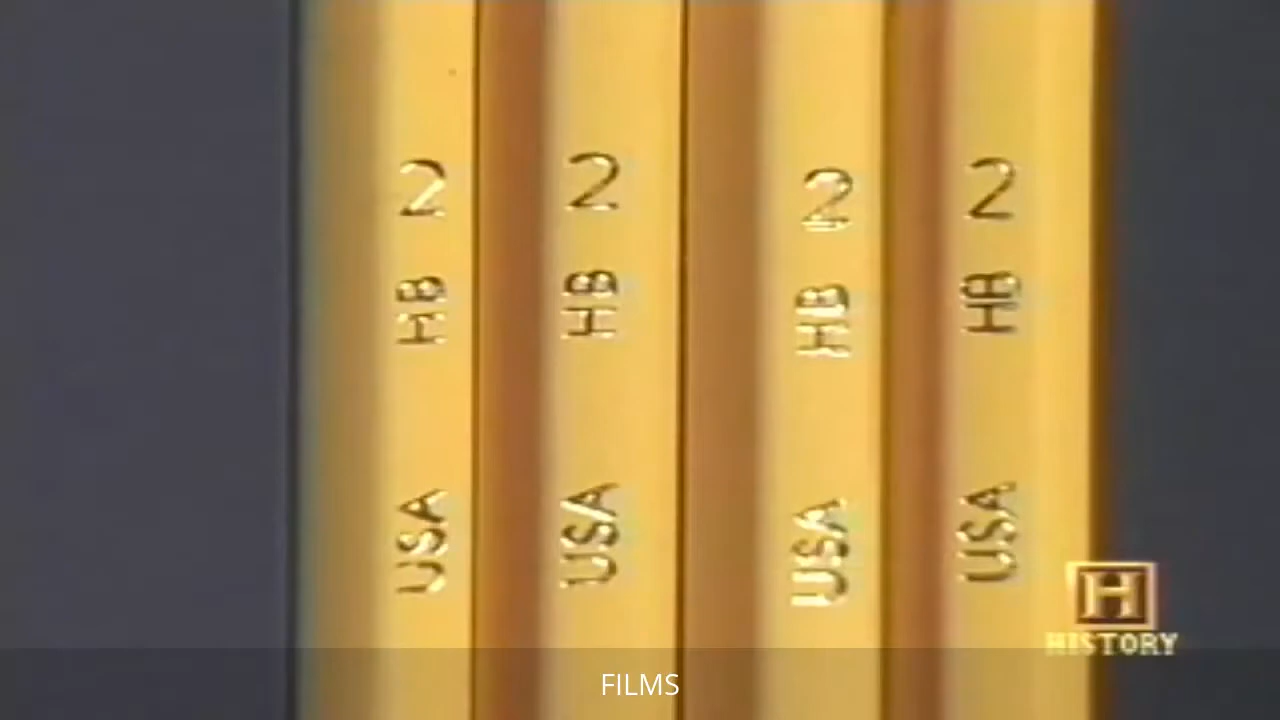 2 2 2 2
HB HB HB HB
USA USA USA USA
H
HISTORY
FILMS